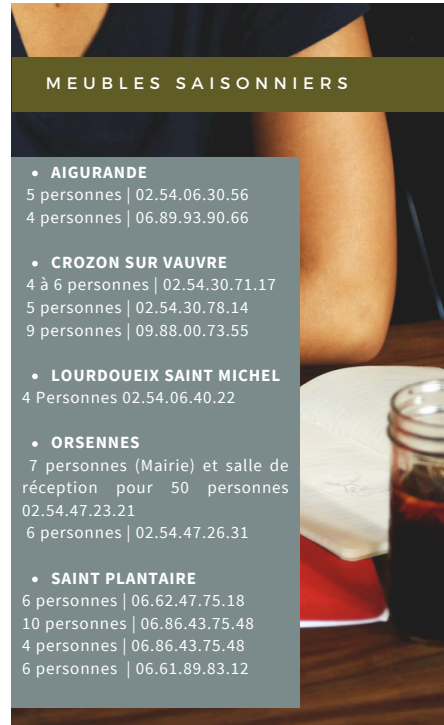 MEUBLES SAISONNIERS
• AIGURANDE
5 personnes | 02.54.06.30.56
4 personnes | 06.89.93.90.66
• CROZON SUR VAUVRE
4 à 6 personnes | 02.54.30.71.17
5 personnes | 02.54.30.78.14
9 personnes | 09.88.00.73.55
• LOURDOUEIX SAINT MICHEL
4 Personnes 02.54.06.40.22
• ORSENNES
7 personnes (Mairie) et salle de
réception pour 50 personnes
02.54.47.23.21
6 personnes | 02.54.47.26.31
• SAINT PLANTAIRE
6 personnes | 06.62.47.75.18
10 personnes | 06.86.43.75.48
4 personnes | 06.86.43.75.48
6 personnes | 06.61.89.83.12